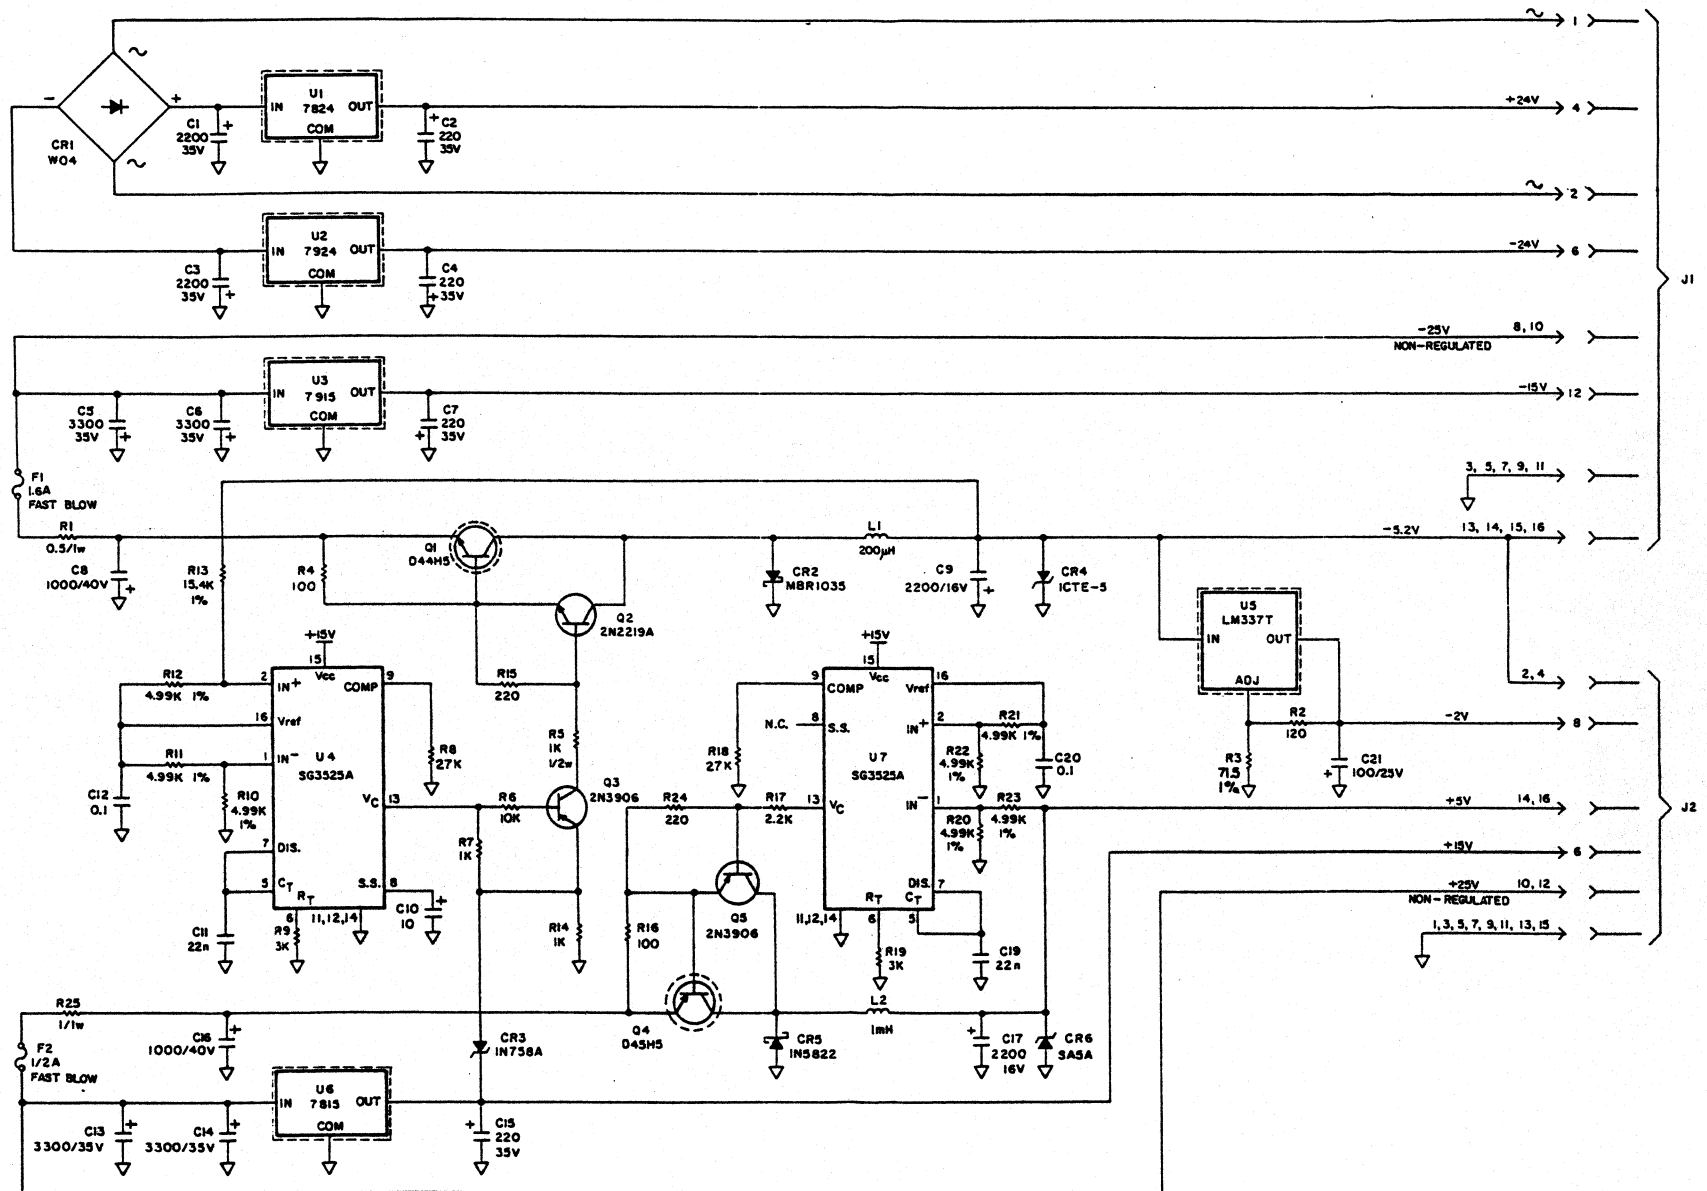 ~ 1
~
− +
CR1
W04
~
C1
2200
35V
+
U1
7824
IN OUT
COM
C2
220
35V
+
+24V 4
~ 2
C3
2200
35V
+
U2
7924
IN OUT
COM
C4
220
35V
+
-24V 6
J1
-25V 8, 10
NON-REGULATED
C5
3300
35V
+
C6
3300
35V
+
U3
7915
IN OUT
COM
C7
220
35V
+
-15V 12
3, 5, 7, 9, 11
F1
1.6A
FAST BLOW
R1
0.5/1w
C8
1000/40V
+
R13
15.4K
1%
R4
100
Q1
D44H5
Q2
2N2219A
CR2
MBR1035
L1
200µH
C9
2200/16V
+
CR4
1CTE-5
-5.2V 13, 14, 15, 16
U5
LM337T
IN OUT
ADJ
2, 4
R2
120
-2V 8
R3
71.5
1%
C21
100/25V
+
R12
4.99K 1%
R11
4.99K 1%
R10
4.99K
1%
C12
0.1
+15V
15
Vcc
2 IN+
COMP 9
16 Vref
1 IN−
U4
SG3525A
VC 13
7 DIS.
5 CT
RT
6
S.S. 8
11,12,14
R8
27K
R15
220
R5
1K
1/2w
Q3
2N3906
R6
10K
R7
1K
R14
1K
C10
10
+
C11
22n
R9
3K
+15V
15
Vcc
9 COMP
Vref 16
N.C. 8 S.S.
IN+ 2
U7
SG3525A
IN− 1
13 VC
DIS. 7
CT
5
RT
6
11,12,14
R18
27K
R24
220
R17
2.2K
R21
4.99K 1%
R22
4.99K
1%
C20
0.1
R23
4.99K
1%
R20
4.99K
1%
+5V 14, 16
J2
+15V 6
+25V 10, 12
NON-REGULATED
1, 3, 5, 7, 9, 11, 13, 15
Q5
2N3906
R16
100
R19
3K
C19
22n
R25
1/1w
F2
1/2A
FAST BLOW
C16
1000/40V
+
CR3
1N758A
Q4
D45H5
CR5
1N5822
L2
1mH
C17
2200
16V
+
CR6
SA5A
C13
3300/35V
+
C14
3300/35V
+
U6
7815
IN OUT
COM
C15
220
35V
+